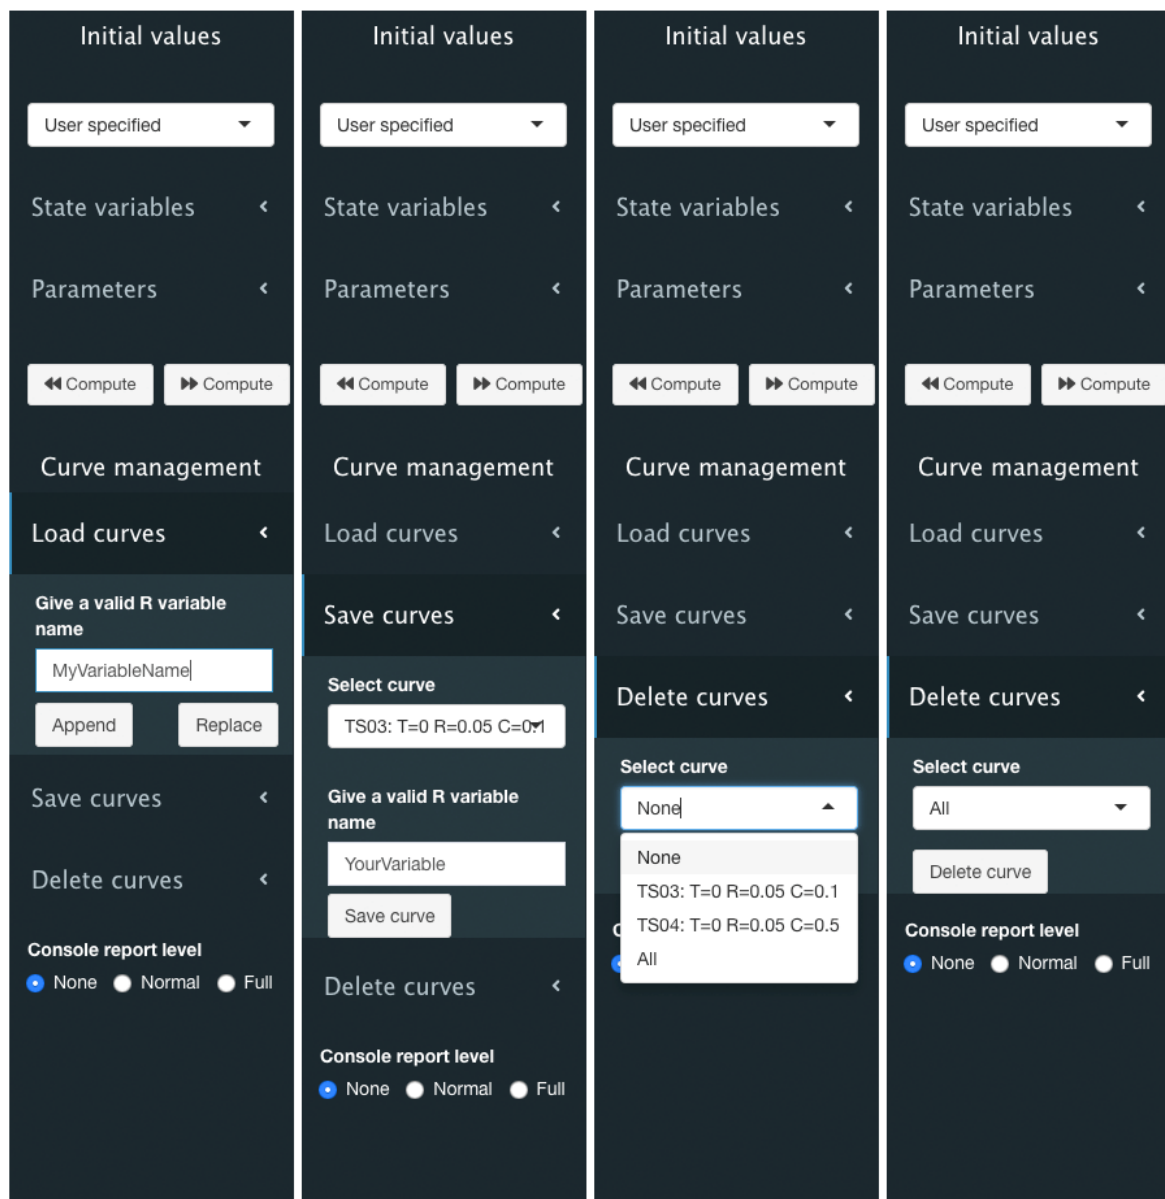 Initial values
User specified
State variables
Parameters
Compute
Compute
Curve management
Load curves
Give a valid R variable
name
MyVariableName
Append
Replace
Save curves
Delete curves
Console report level
None
Normal
Full
Initial values
User specified
State variables
Parameters
Compute
Compute
Curve management
Load curves
Save curves
Select curve
TS03: T=0 R=0.05 C=0.1
Give a valid R variable
name
YourVariable
Save curve
Delete curves
Console report level
None
Normal
Full
Initial values
User specified
State variables
Parameters
Compute
Compute
Curve management
Load curves
Save curves
Delete curves
Select curve
None
None
TS03: T=0 R=0.05 C=0.1
TS04: T=0 R=0.05 C=0.5
All
Initial values
User specified
State variables
Parameters
Compute
Compute
Curve management
Load curves
Save curves
Delete curves
Select curve
All
Delete curve
Console report level
None
Normal
Full